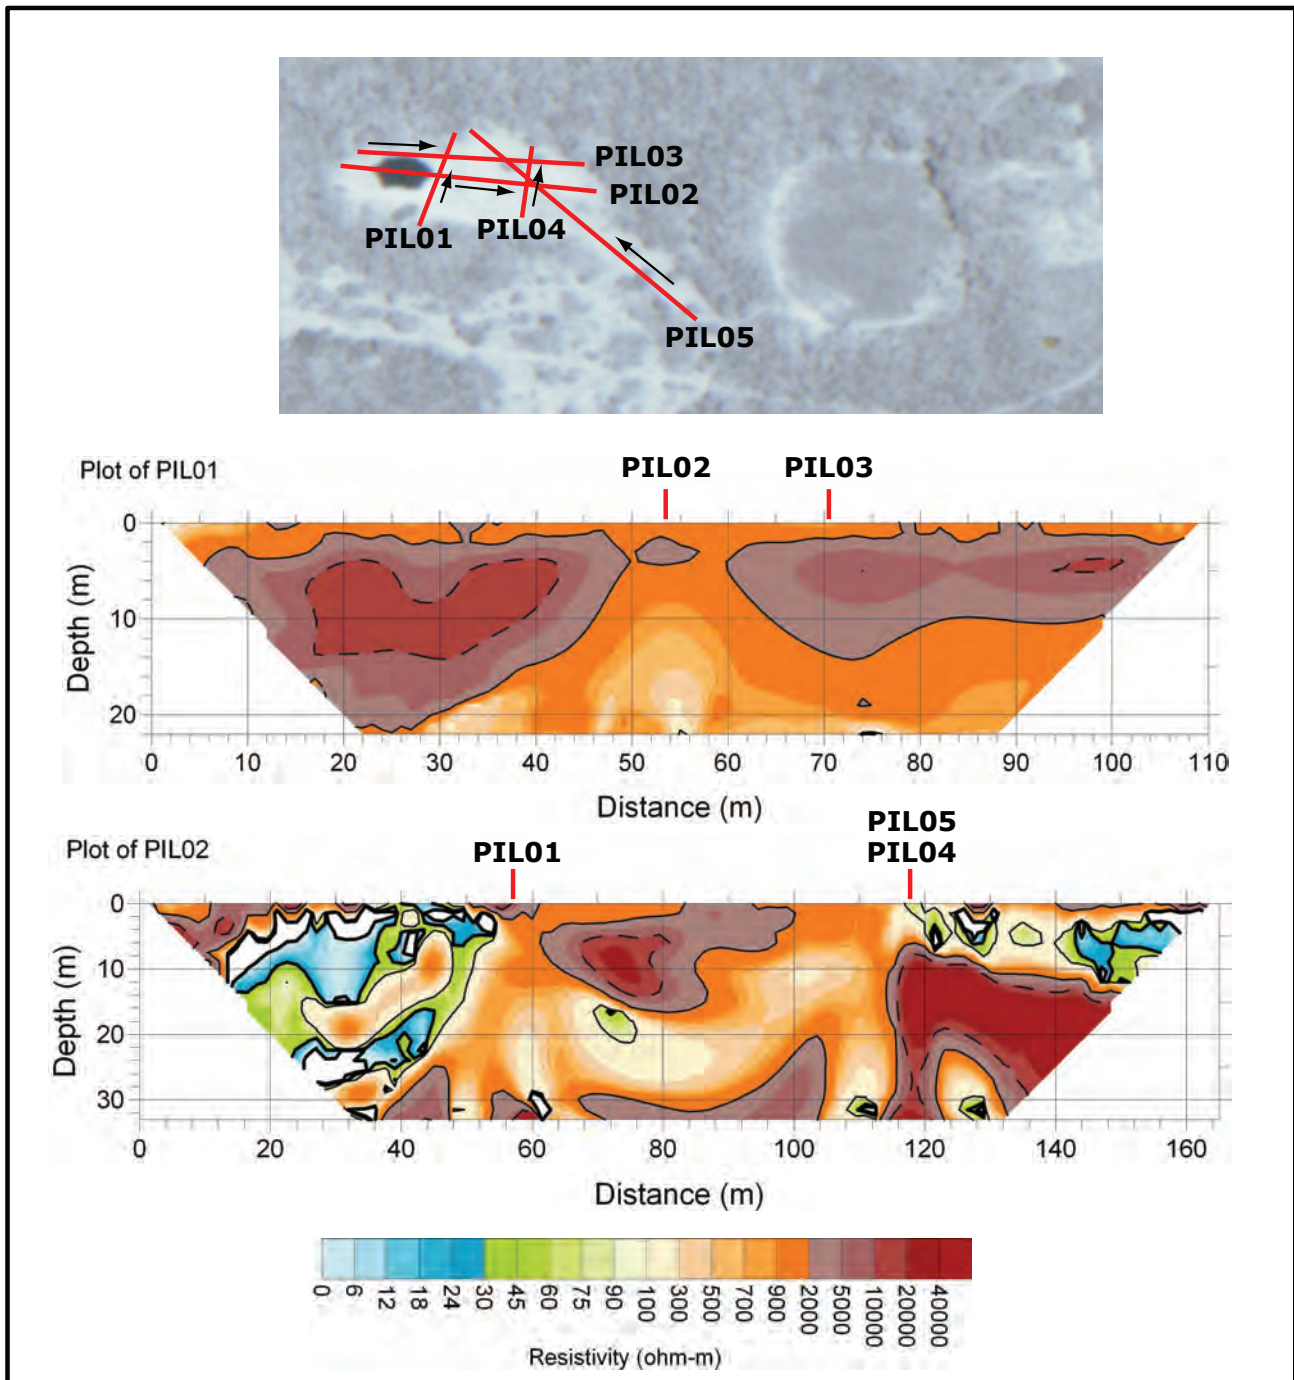 PIL03
PIL02
PIL01
PIL04
PIL05
Plot of PIL01
PIL02
PIL03
0
10
20
Depth (m)
0 10 20 30 40 50 60 70 80 90 100 110
Distance (m)
Plot of PIL02
PIL01
PIL05
PIL04
0
10
20
30
Depth (m)
0 20 40 60 80 100 120 140 160
Distance (m)
0 6 12 18 24 30 45 60 75 90 100 300 500 700 900 2000 5000 10000 20000 40000
Resistivity (ohm-m)